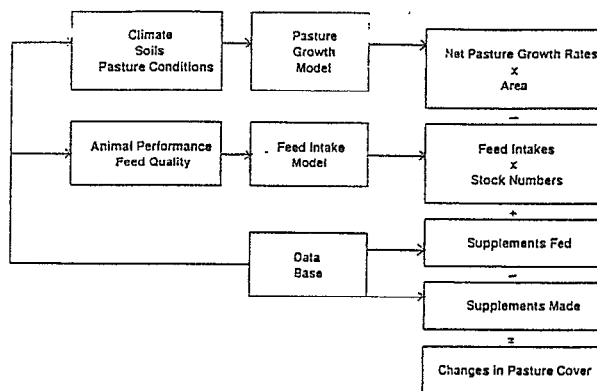 Climate
Soils
Pasture Conditions
Pasture
Growth
Model
Net Pasture Growth Rates
x
Area
–
Animal Performance
Feed Quality
Feed Intake
Model
Feed Intakes
x
Stock Numbers
+
Data
Base
Supplements Fed
–
Supplements Made
=
Changes in Pasture Cover